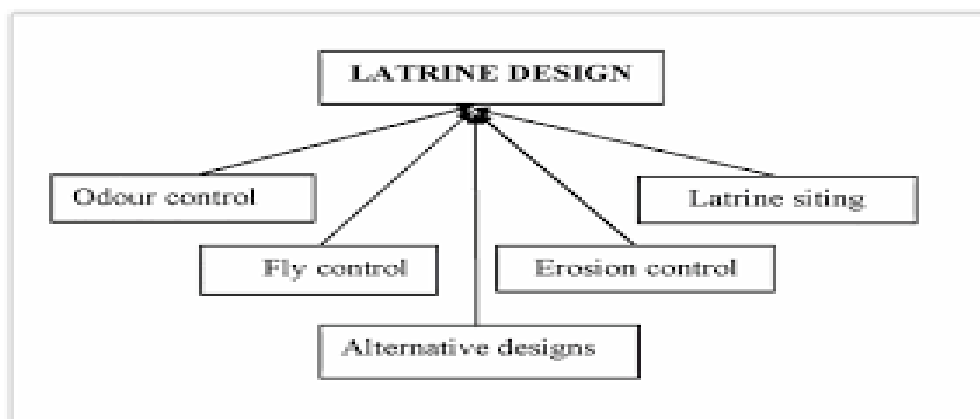 LATRINE DESIGN
Odour control
Latrine siting
Fly control
Erosion control
Alternative designs